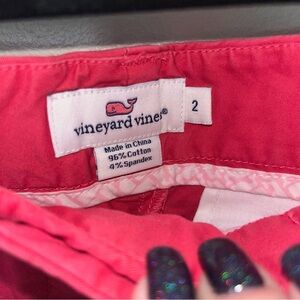 vineyard vines®
2
Made in China
96% Cotton
4% Spandex